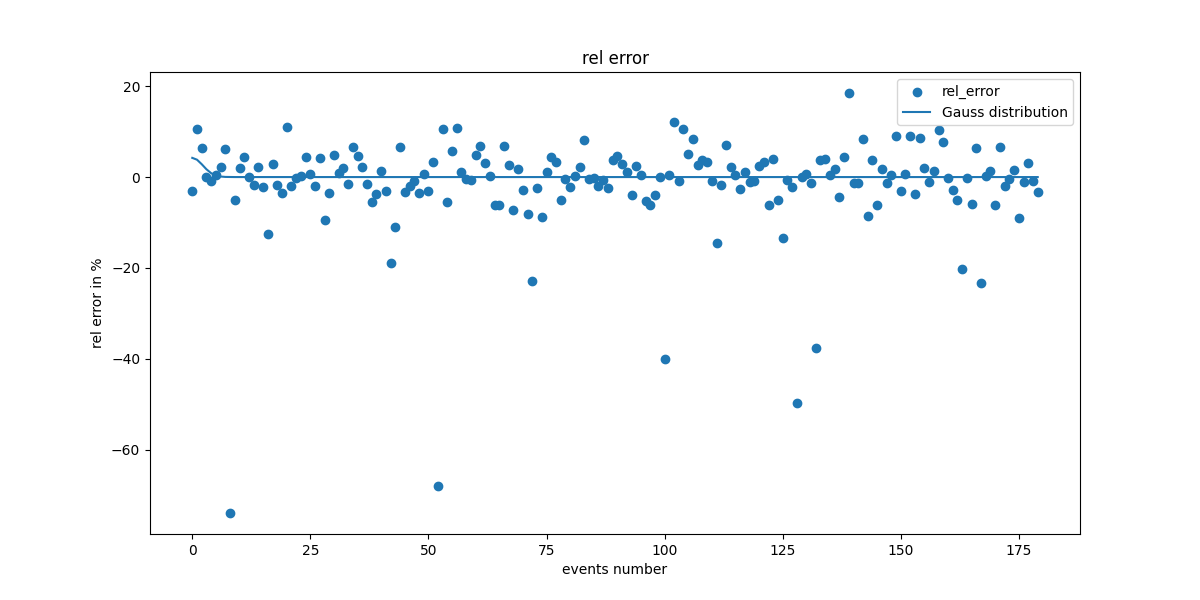 rel error
20
0
−20
−40
−60
rel error in %
rel_error
Gauss distribution
0
25
50
75
100
125
150
175
events number